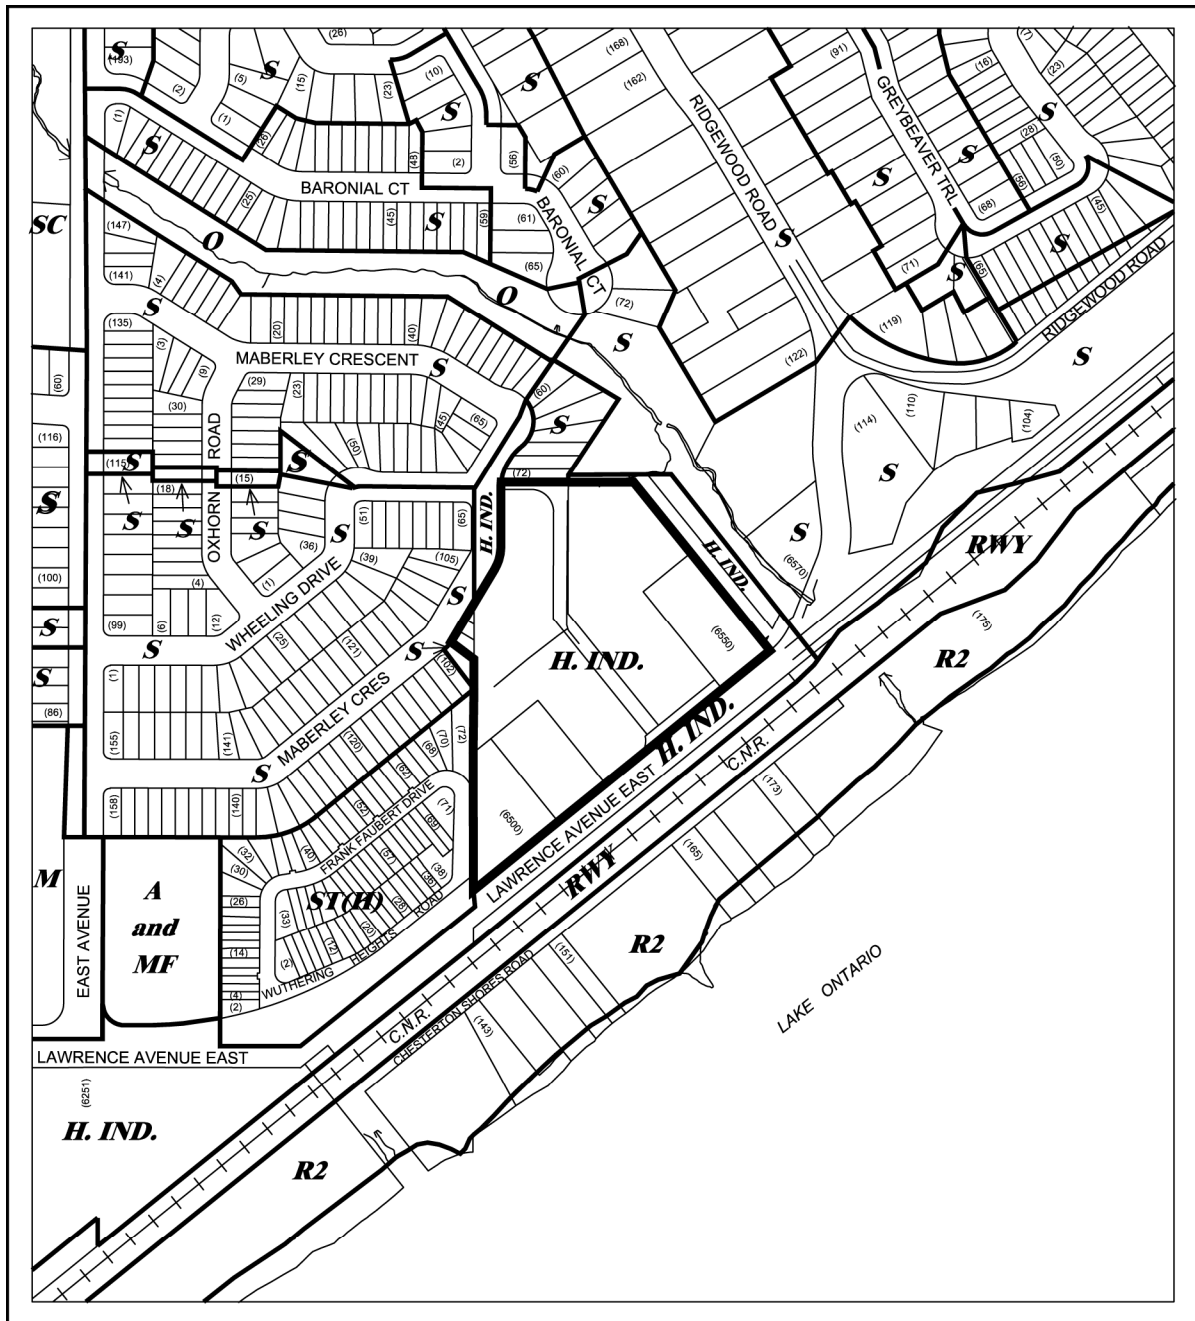 (26)
(168)
(91)
(7)
S
(193)
S
(5)
(15)
(10)
(23)
(2)
S
S
(162)
(16)
(23)
GREYBEAVER TRL
RIDGEWOOD ROAD
S
(1)
(1)
(26)
S
(48)
(2)
(56)
(60)
S
(28)
(50)
S
(56)
BARONIAL CT
(25)
(45)
S
(59)
(61)
BARONIAL CT
S
S
(68)
(45)
SC
(147)
O
(65)
S
(71)
S
(65)
S
RIDGEWOOD ROAD
(141)
(4)
O
(72)
(135)
S
(20)
(40)
S
(119)
(122)
S
(3)
(9)
MABERLEY CRESCENT
S
(60)
(60)
(29)
(23)
(30)
(45)
(65)
S
(114)
(110)
(104)
(116)
OXHORN ROAD
(50)
(115)
S
S
(15)
(72)
S
(18)
S
S
S
S
(51)
S
(65)
H. IND.
S
RWY
(36)
(39)
(105)
H. IND.
(6570)
(100)
(4)
(1)
WHEELING DRIVE
S
(175)
S
(99)
(6)
(12)
S
(25)
(121)
S
(102)
H. IND.
(6550)
R2
S
(1)
MABERLEY CRES
(86)
(155)
(141)
S
(120)
(70)
(72)
(68)
H. IND.
C.N.R.
(62)
(158)
(140)
(52)
(71)
(173)
LAWRENCE AVENUE EAST
(69)
(6500)
FRANK FAUBERT DRIVE
(32)
(40)
(57)
(165)
(30)
(38)
(36)
RWY
M
A
and
MF
(26)
ST(H)
(28)
(33)
(20)
R2
EAST AVENUE
(14)
(12)
(2)
WUTHERING HEIGHTS ROAD
(151)
(4)
(2)
LAKE ONTARIO
C.N.R.
CHESTERTON SHORES ROAD
(143)
LAWRENCE AVENUE EAST
(6251)
H. IND.
R2